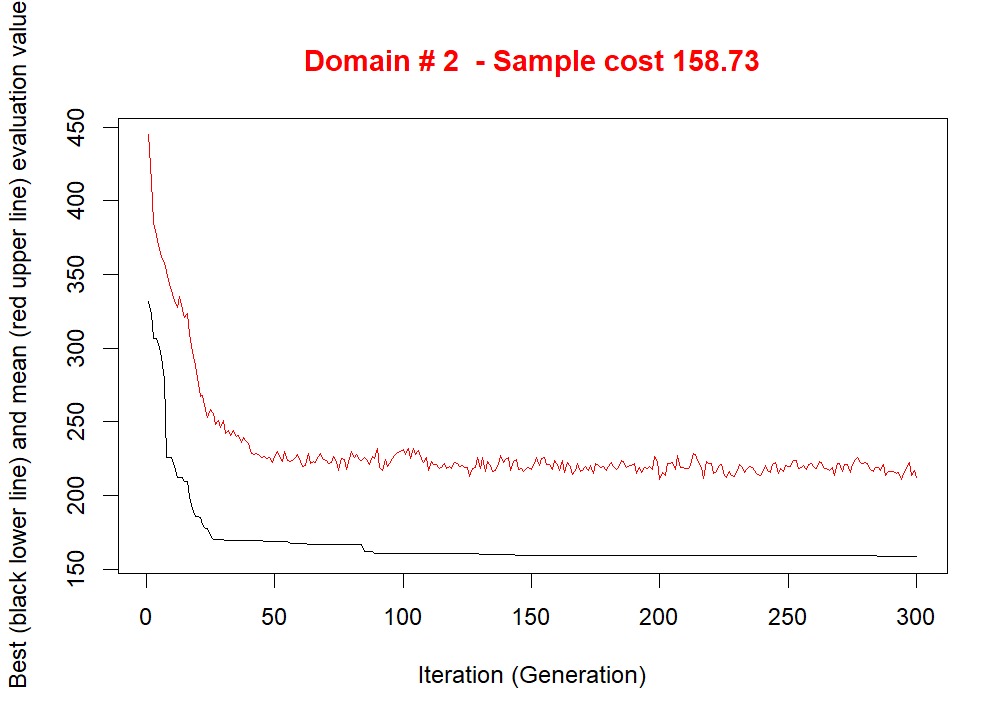 Domain # 2  - Sample cost 158.73
Best (black lower line) and mean (red upper line) evaluation value
450
400
350
300
250
200
150
0 50 100 150 200 250 300
Iteration (Generation)